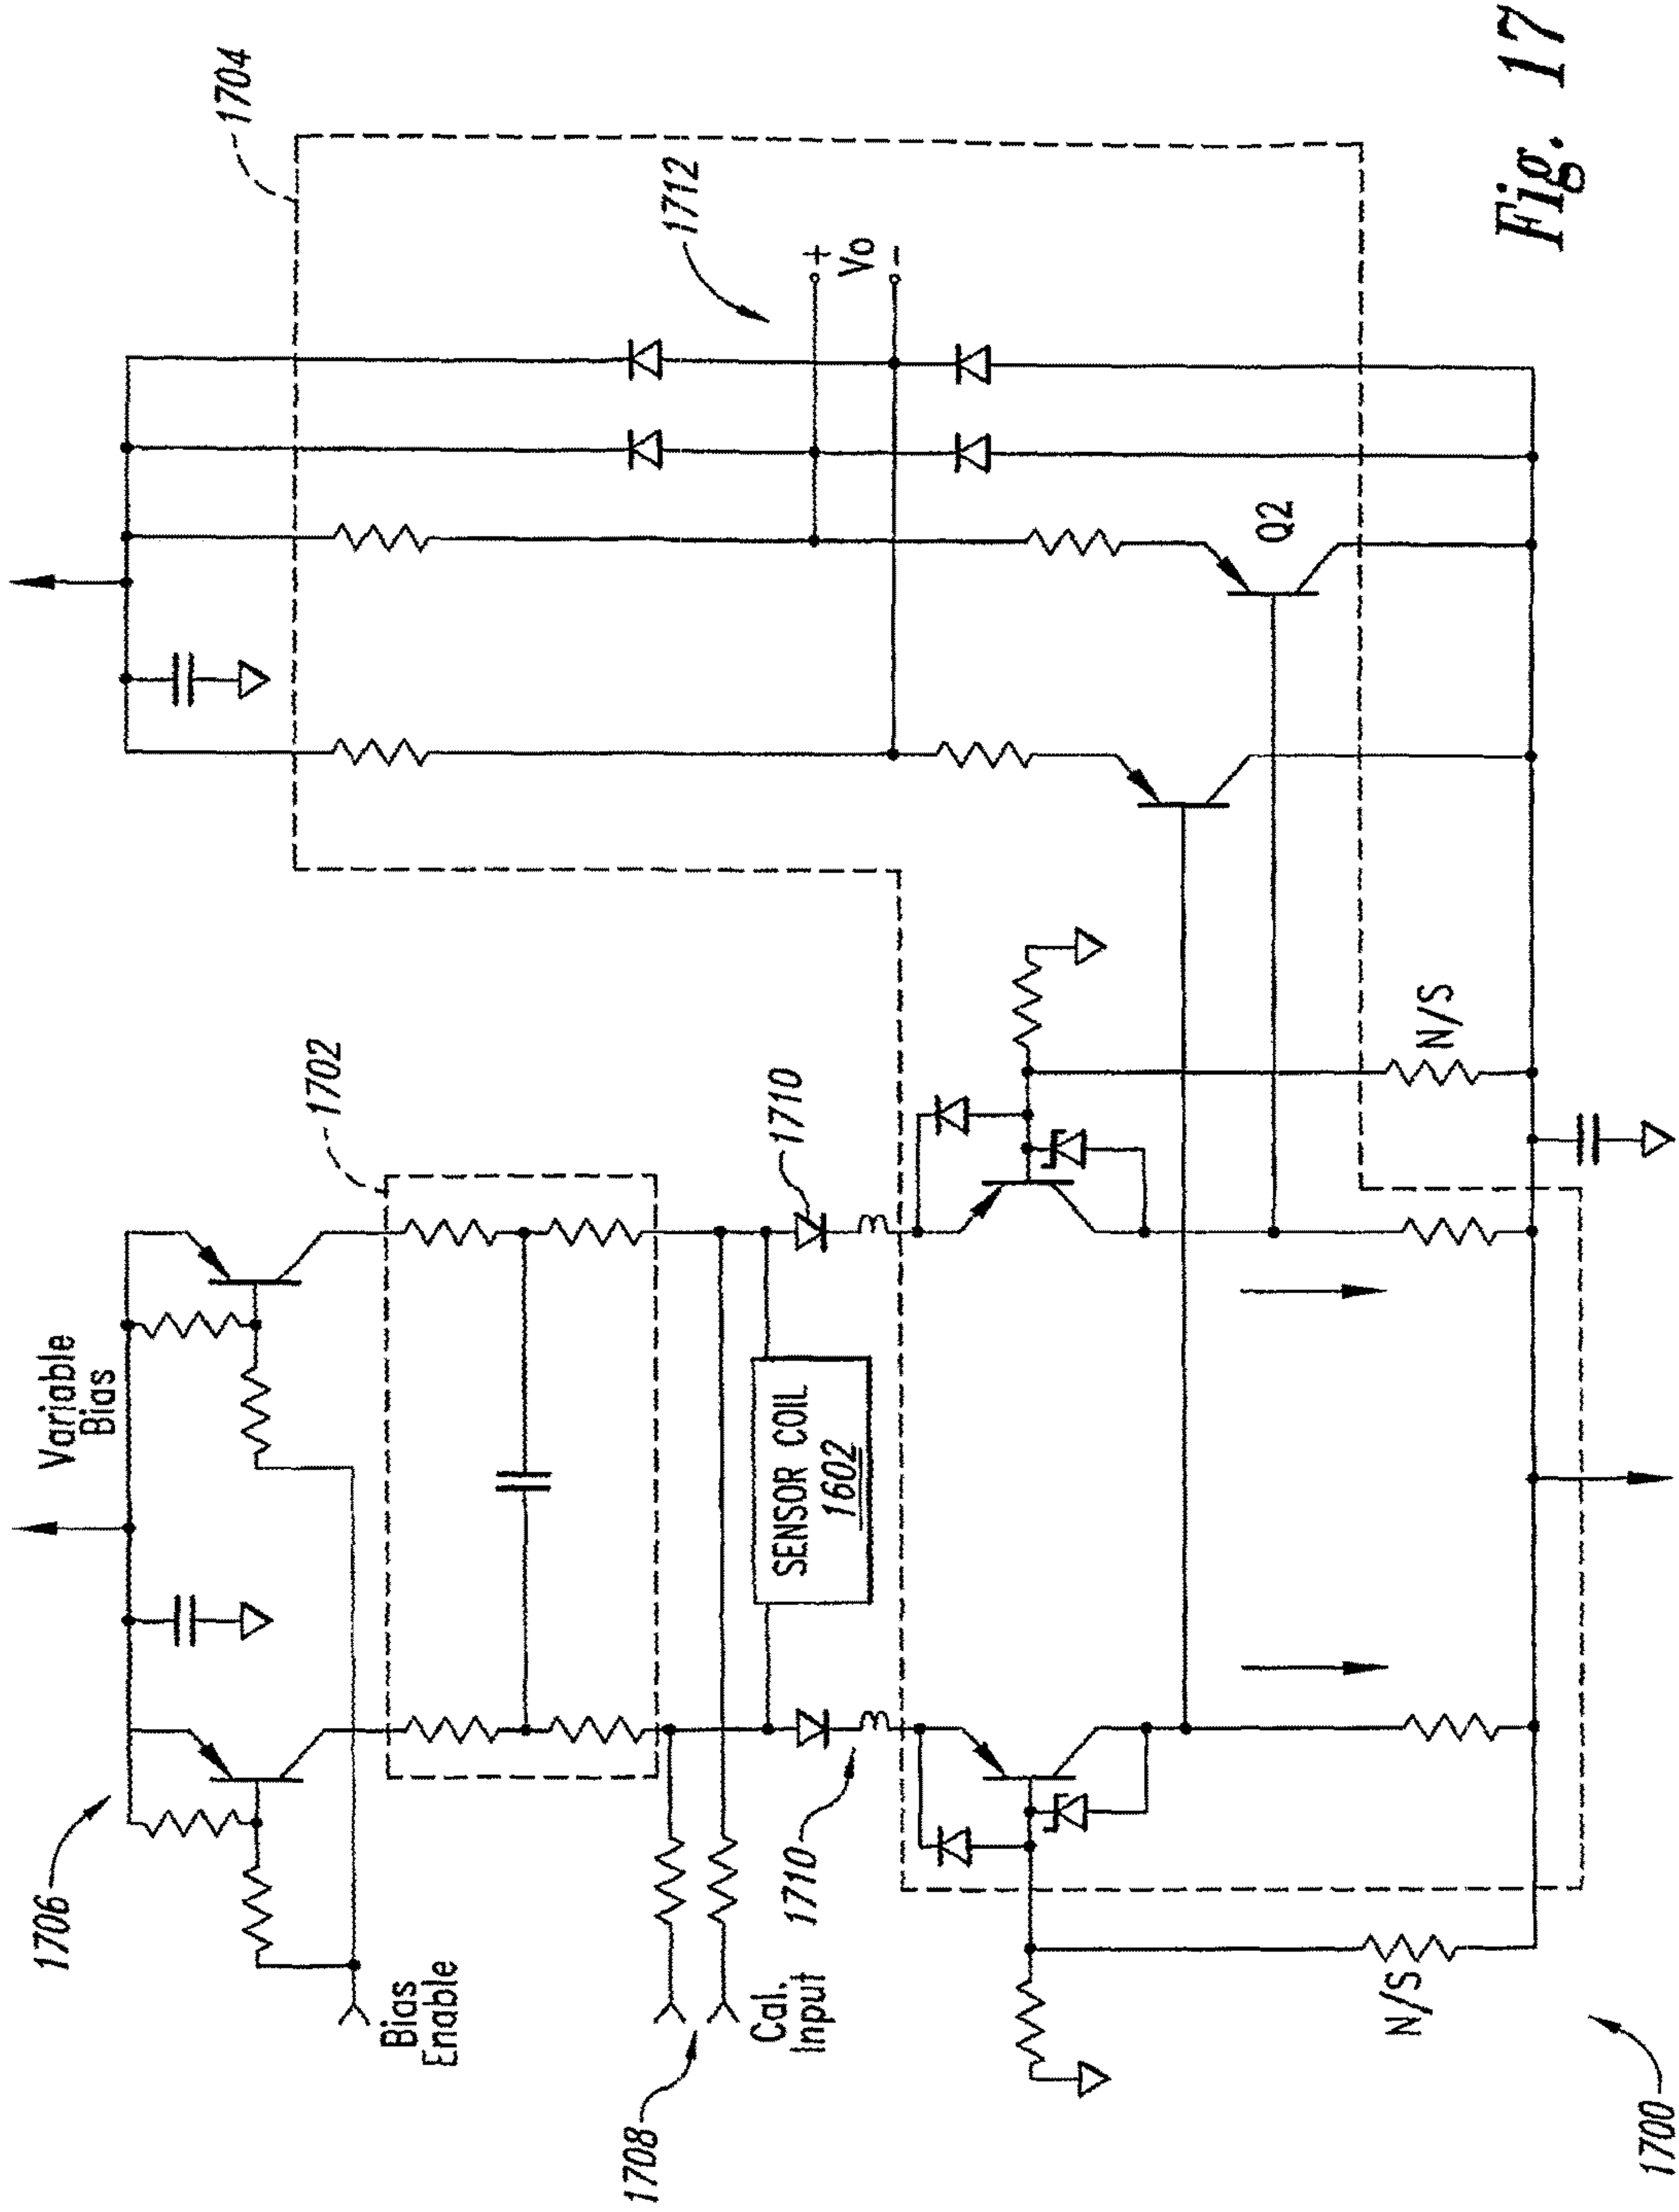 1704
1712
+
Vo
-
Q2
Variable
Bias
1702
1710
N/S
1706
SENSOR COIL
1602
Bias
Enable
1708
Cal.
Input
1710
N/S
1700
Fig. 17